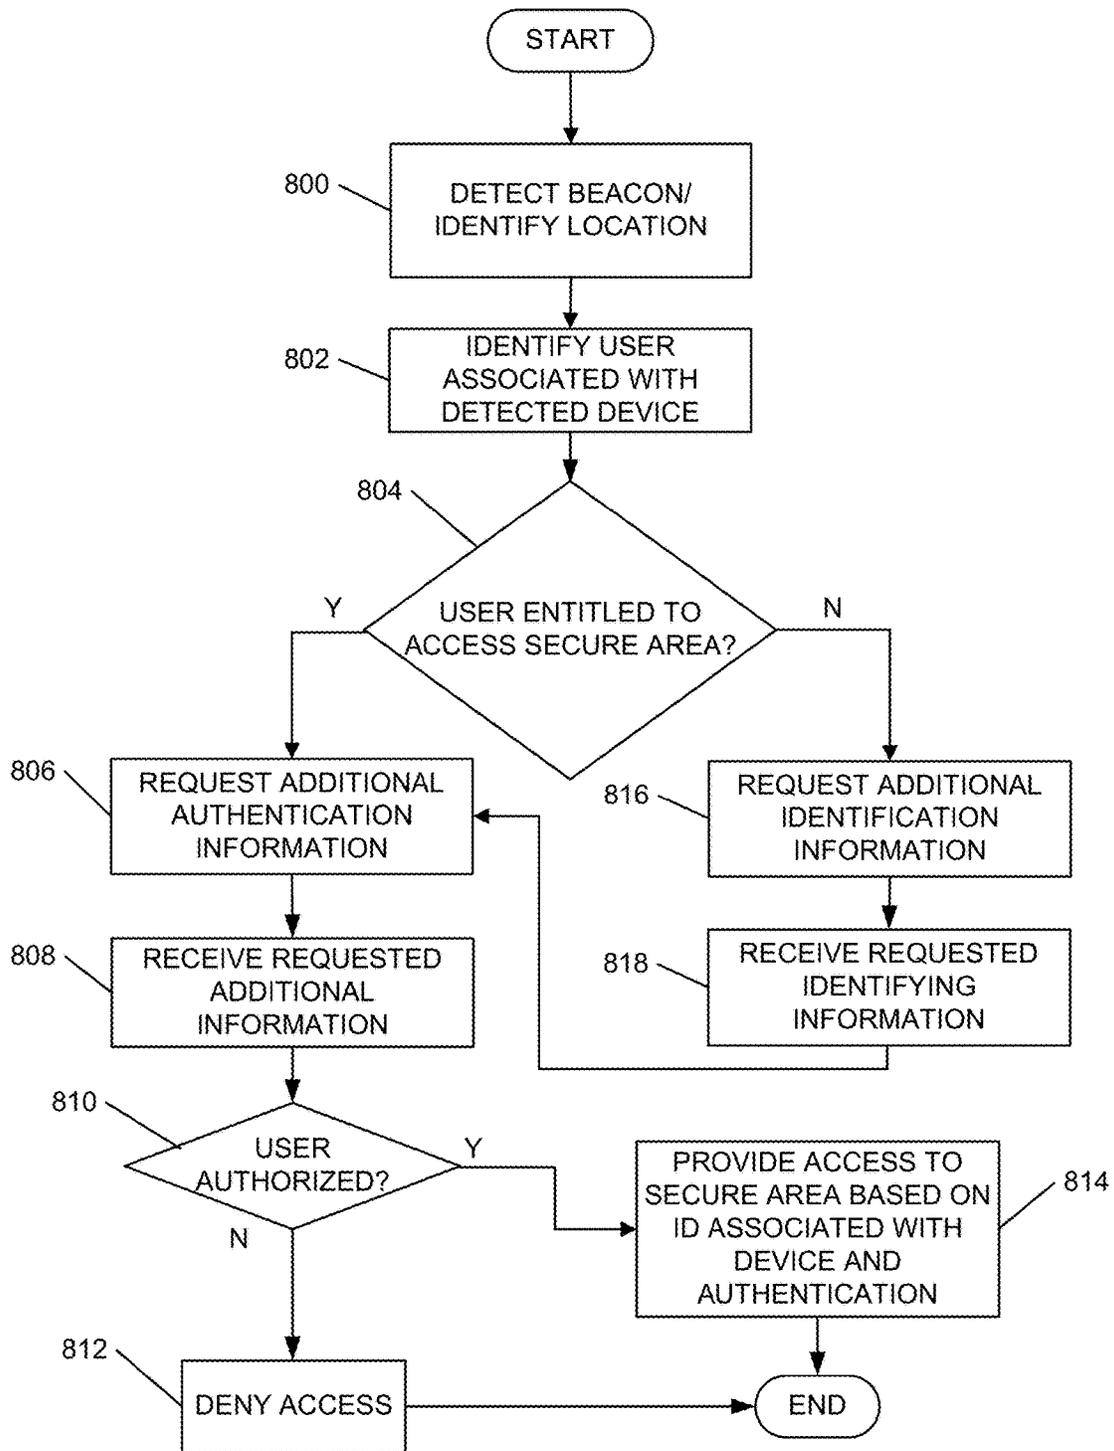 START
800
DETECT BEACON/
IDENTIFY LOCATION
802
IDENTIFY USER
ASSOCIATED WITH
DETECTED DEVICE
804
USER ENTITLED TO
ACCESS SECURE AREA?
Y
N
806
REQUEST ADDITIONAL
AUTHENTICATION
INFORMATION
816
REQUEST ADDITIONAL
IDENTIFICATION
INFORMATION
808
RECEIVE REQUESTED
ADDITIONAL
INFORMATION
818
RECEIVE REQUESTED
IDENTIFYING
INFORMATION
810
USER
AUTHORIZED?
Y
N
PROVIDE ACCESS TO
SECURE AREA BASED ON
ID ASSOCIATED WITH
DEVICE AND
AUTHENTICATION
814
812
DENY ACCESS
END